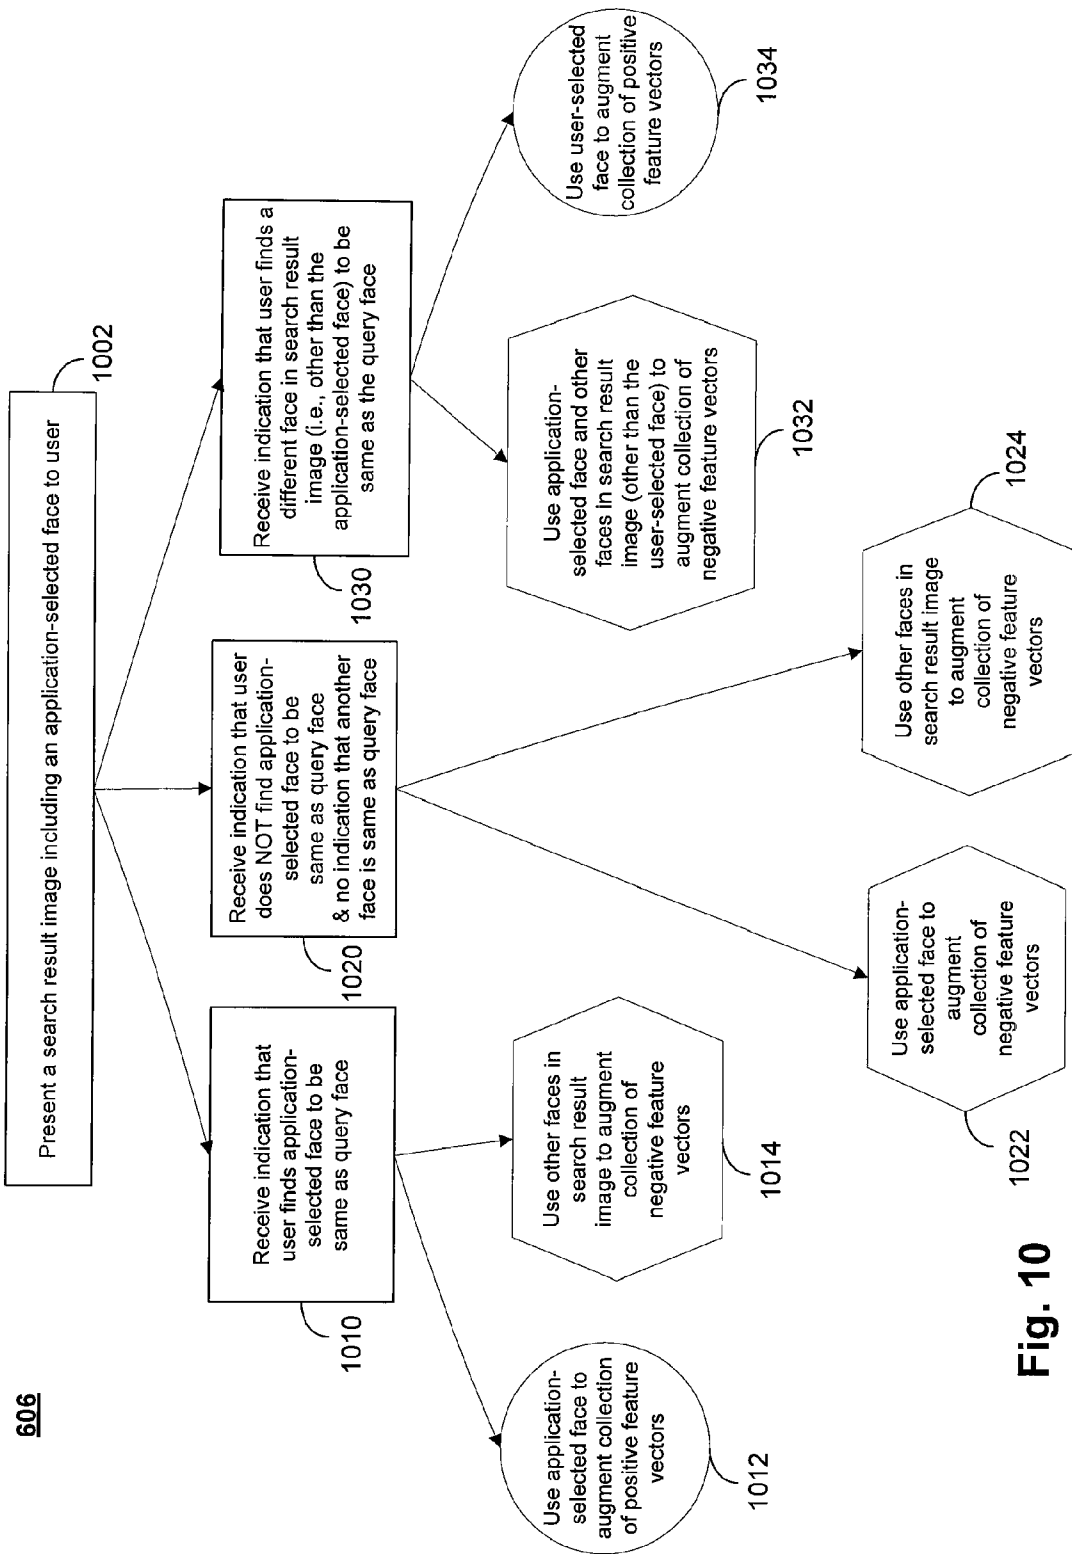 606
Present a search result image including an application-selected face to user
1002
Receive indication that
user finds application-
selected face to be
same as query face
1010
Receive indication that user
does NOT find application-
selected face to be
same as query face
& no indication that another
face is same as query face
1020
Receive indication that user finds a
different face in search result
image (i.e., other than the
application-selected face) to be
same as the query face
1030
Use application-
selected face to
augment collection
of positive feature
vectors
1012
Use other faces in
search result
image to augment
collection of
negative feature
vectors
1014
Use application-
selected face and other
faces in search result
image (other than the
user-selected face) to
augment collection of
negative feature vectors
1032
Use user-selected
face to augment
collection of positive
feature vectors
1034
Use application-
selected face to
augment
collection of
negative feature
vectors
1022
Use other faces in
search result image
to augment
collection of
negative feature
vectors
1024
Fig. 10